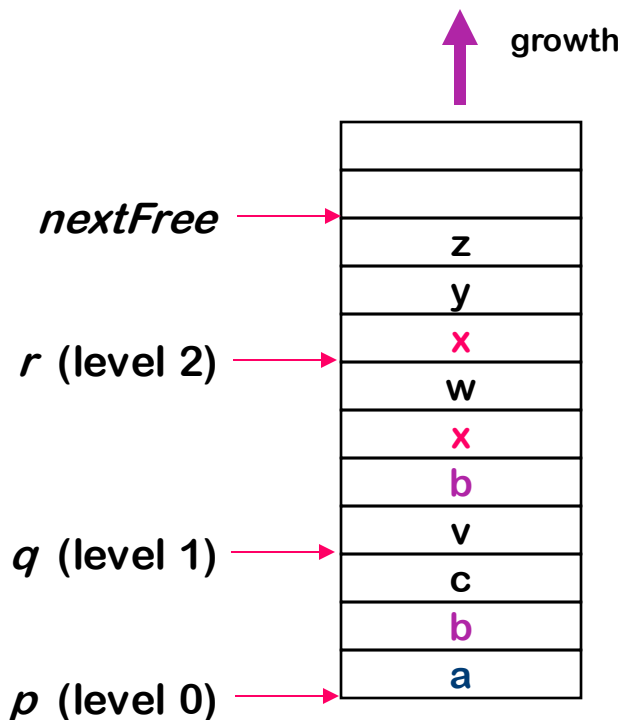 growth
nextFree
z
y
x
r (level 2)
w
x
b
v
q (level 1)
c
b
a
p (level 0)